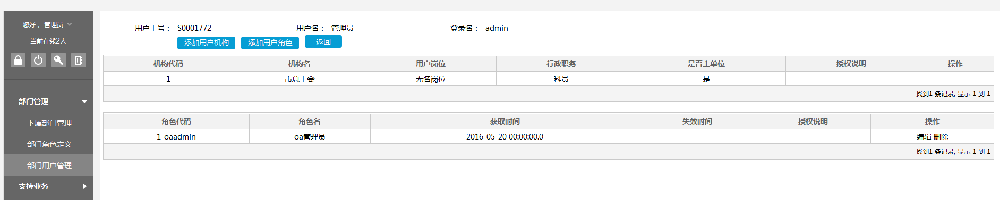 您好， 管理员
当前在线2人
部门管理
下属部门管理
部门角色定义
部门用户管理
支持业务
用户工号： S0001772 用户名： 管理员 登录名： admin
添加用户机构 添加用户角色 返回
机构代码 机构名 用户岗位 行政职务 是否主单位 授权说明 操作
1 市总工会 无名岗位 科员 是
找到1 条记录, 显示 1 到 1
角色代码 角色名 获取时间 失效时间 授权说明 操作
1-oaadmin oa管理员 2016-05-20 00:00:00.0 编辑 删除
找到1 条记录, 显示 1 到 1